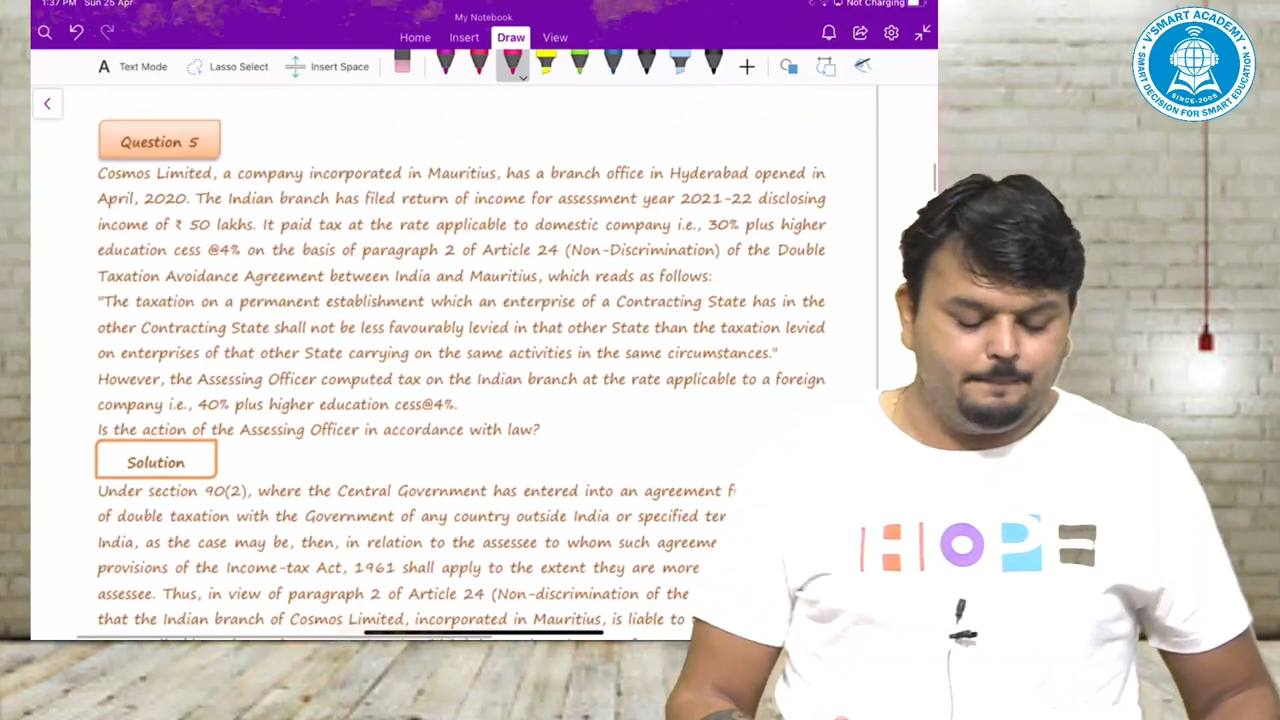 1:37 PM Sun 25 Apr
Not Charging
My Notebook
Home Insert Draw View
Text Mode Lasso Select Insert Space
Question 5
Cosmos Limited, a company incorporated in Mauritius, has a branch office in Hyderabad opened in
April, 2020. The Indian branch has filed return of income for assessment year 2021-22 disclosing
income of ₹ 50 lakhs. It paid tax at the rate applicable to domestic company i.e., 30% plus higher
education cess @4% on the basis of paragraph 2 of Article 24 (Non-Discrimination) of the Double
Taxation Avoidance Agreement between India and Mauritius, which reads as follows:
"The taxation on a permanent establishment which an enterprise of a Contracting State has in the
other Contracting State shall not be less favourably levied in that other State than the taxation levied
on enterprises of that other State carrying on the same activities in the same circumstances."
However, the Assessing Officer computed tax on the Indian branch at the rate applicable to a foreign
company i.e., 40% plus higher education cess@4%.
Is the action of the Assessing Officer in accordance with law?
Solution
Under section 90(2), where the Central Government has entered into an agreement
of double taxation with the Government of any country outside India or specified
India, as the case may be, then, in relation to the assessee to whom such
provisions of the Income-tax Act, 1961 shall apply to the extent they are more
assessee. Thus, in view of paragraph 2 of Article 24 (Non-discrimination of the
that the Indian branch of Cosmos Limited, incorporated in Mauritius, is liable to
V'SMART ACADEMY
SINCE-2005
SMART DECISION FOR SMART EDUCATION
HOPE